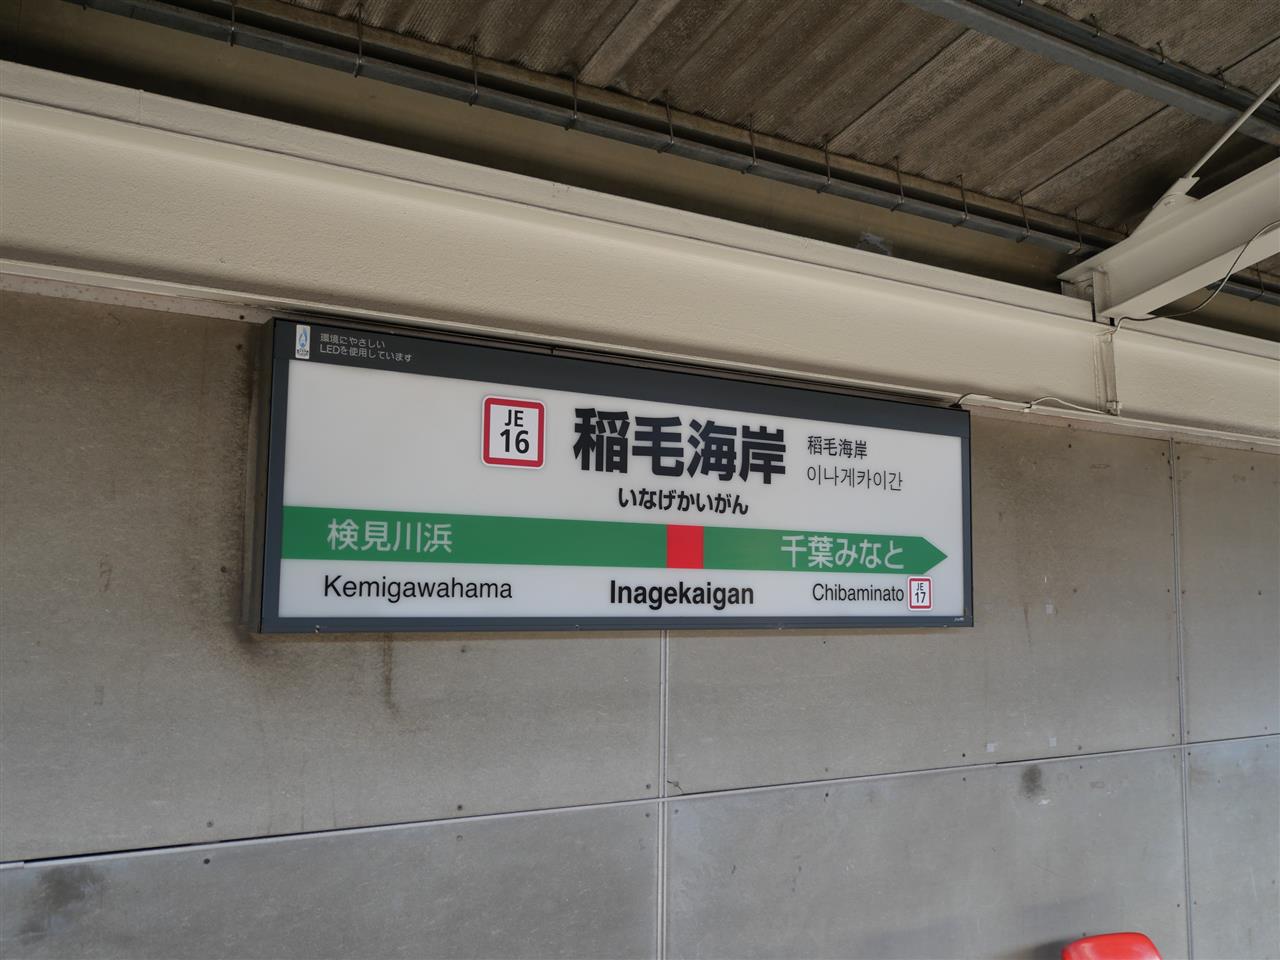 環境にやさしい
LEDを使用しています
JE
16
稲毛海岸
いなげかいがん
稻毛海岸
이나게카이간
検見川浜
千葉みなと
Kemigawahama
Inagekaigan
Chibaminato
JE
17